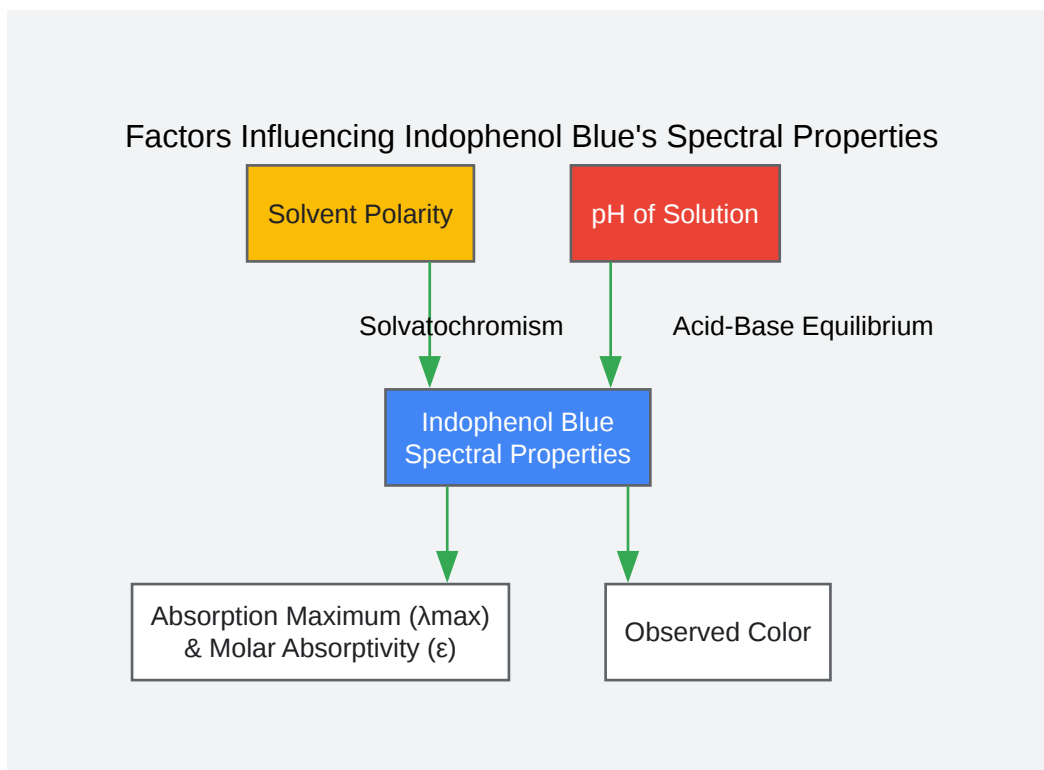 Factors Influencing Indophenol Blue's Spectral Properties
Solvent Polarity
pH of Solution
Solvatochromism
Acid-Base Equilibrium
Indophenol Blue
Spectral Properties
Absorption Maximum (λmax)
& Molar Absorptivity (ε)
Observed Color